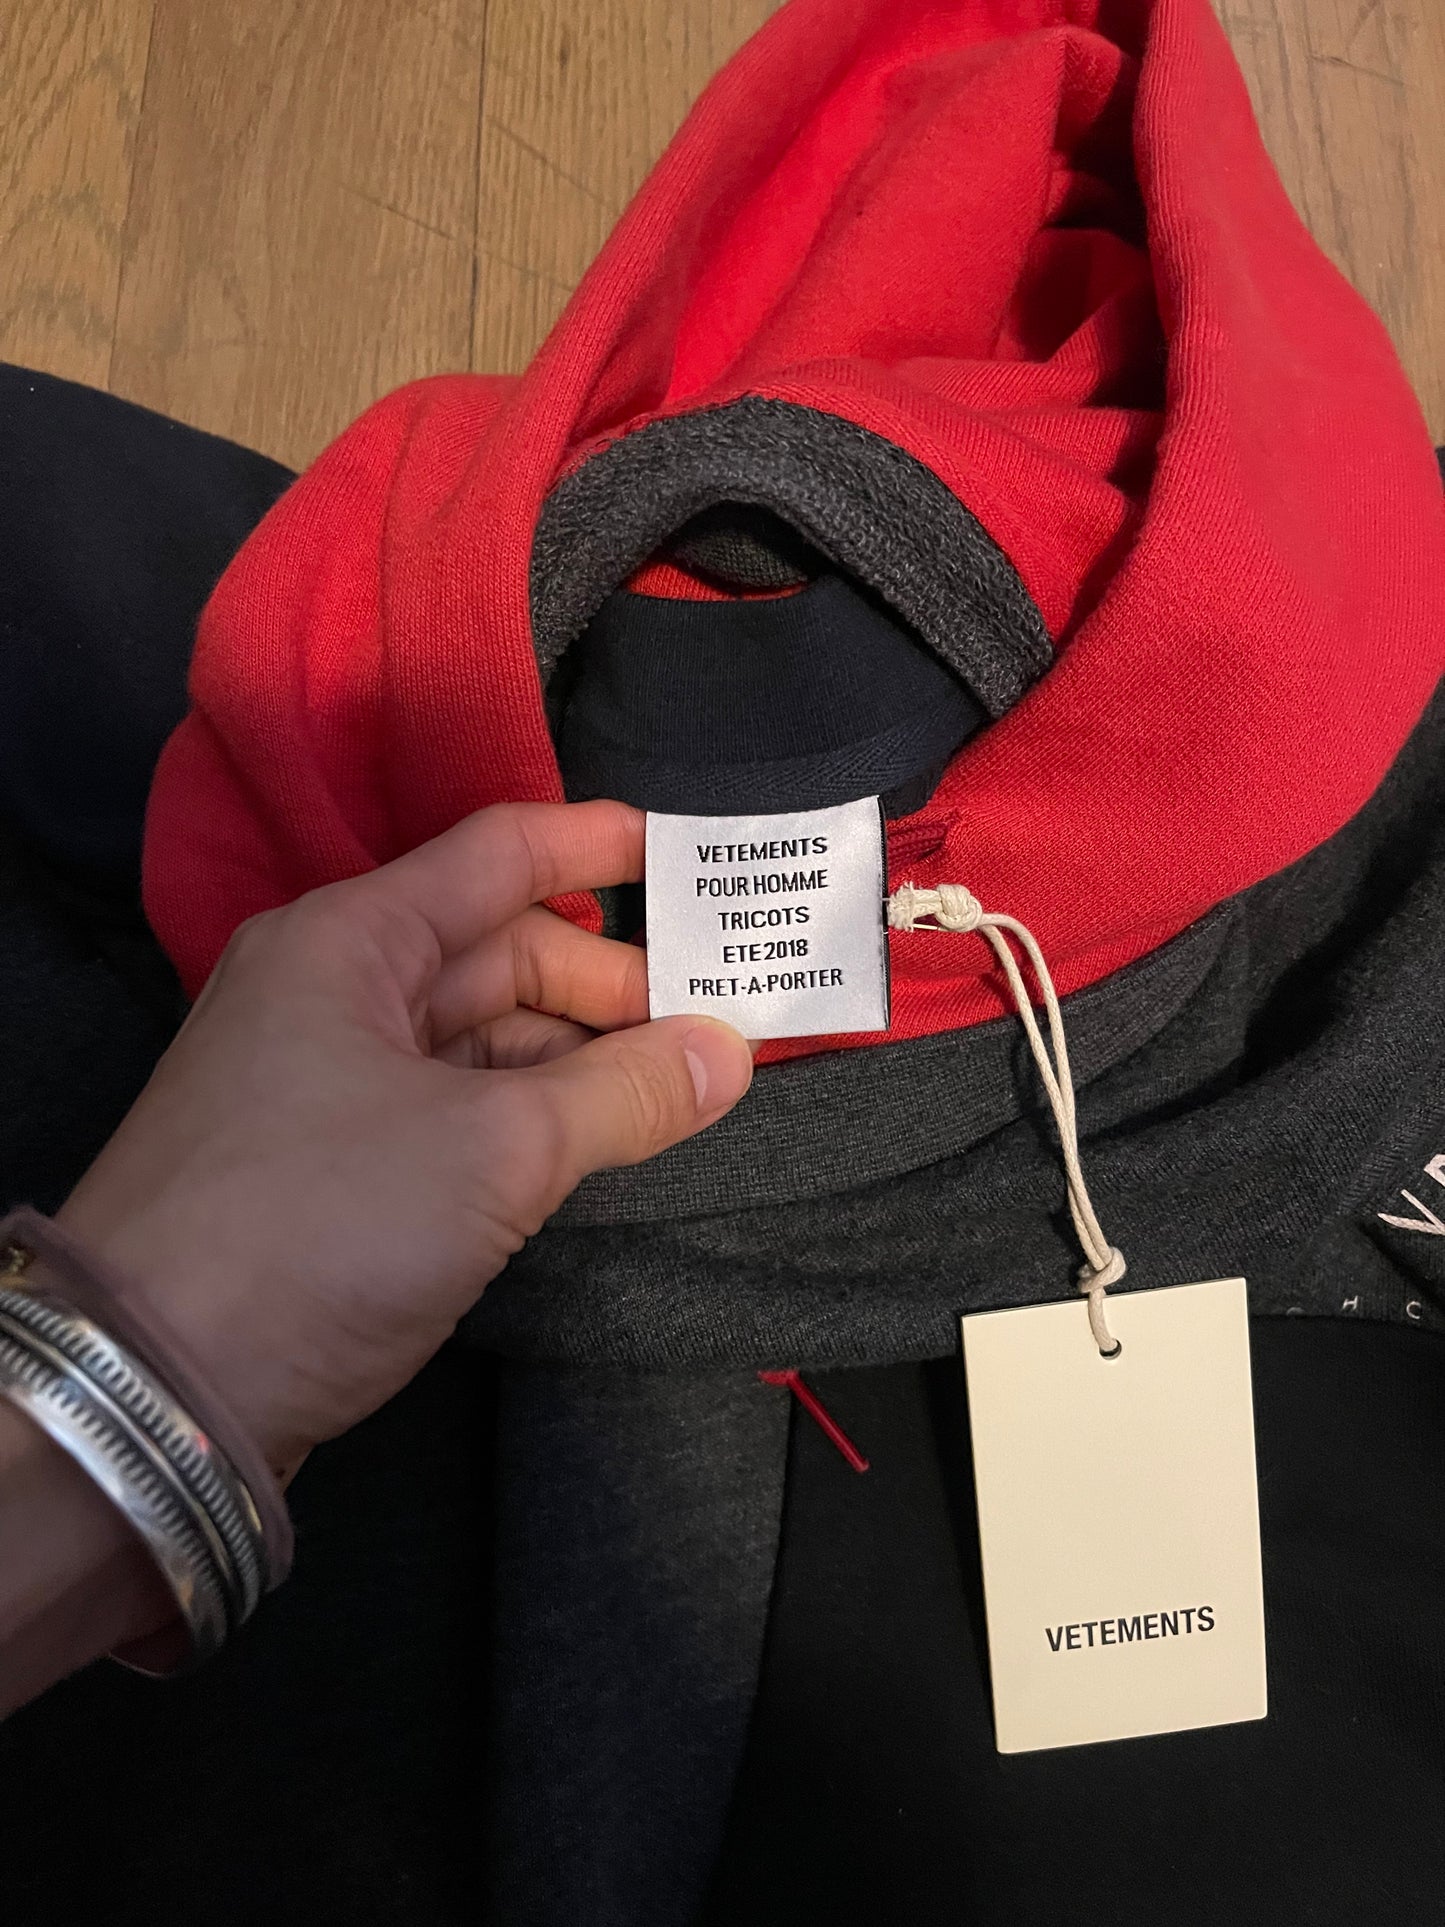 VETEMENTS
POUR HOMME
TRICOTS
ETE 2018
PRET-A-PORTER
H C
VETEMENTS